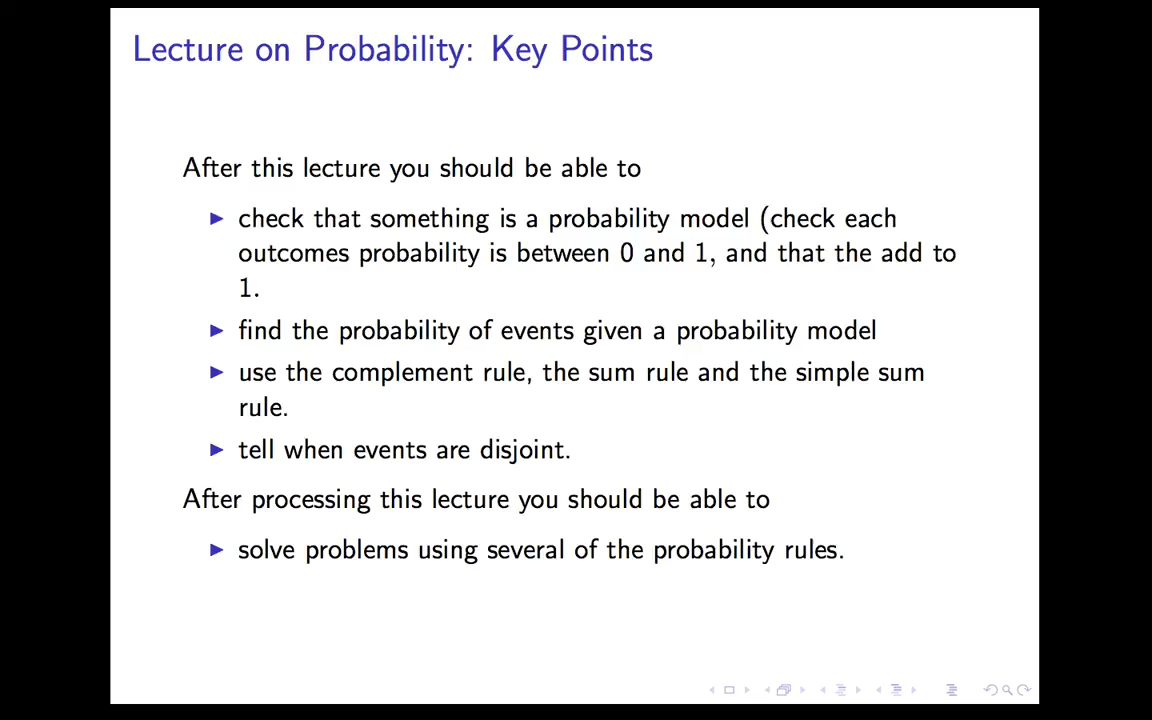 Lecture on Probability: Key Points
After this lecture you should be able to
check that something is a probability model (check each
outcomes probability is between 0 and 1, and that the add to
1.
find the probability of events given a probability model
use the complement rule, the sum rule and the simple sum
rule.
tell when events are disjoint.
After processing this lecture you should be able to
solve problems using several of the probability rules.